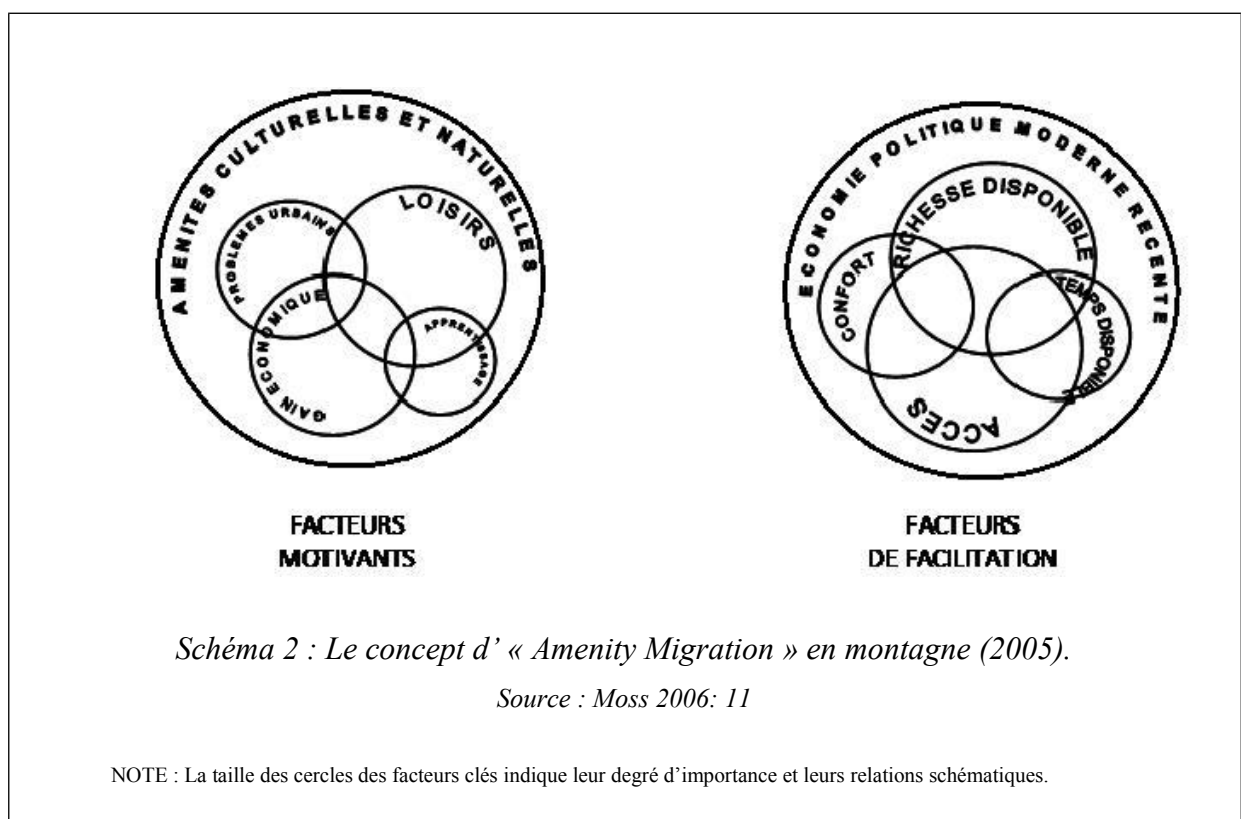 AMENITES CULTURELLES ET NATURELLES
PROBLEMES URBAINS
LOISIRS
GAIN ECONOMIQUE
APPRENTISSAGE
FACTEURS
MOTIVANTS
ECONOMIE POLITIQUE MODERNE RECENTE
RICHESSE DISPONIBLE
CONFORT
TEMPS DISPONIBLE
ACCES
FACTEURS
DE FACILITATION
Schéma 2 : Le concept d’ « Amenity Migration » en montagne (2005).
Source : Moss 2006: 11
NOTE : La taille des cercles des facteurs clés indique leur degré d’importance et leurs relations schématiques.